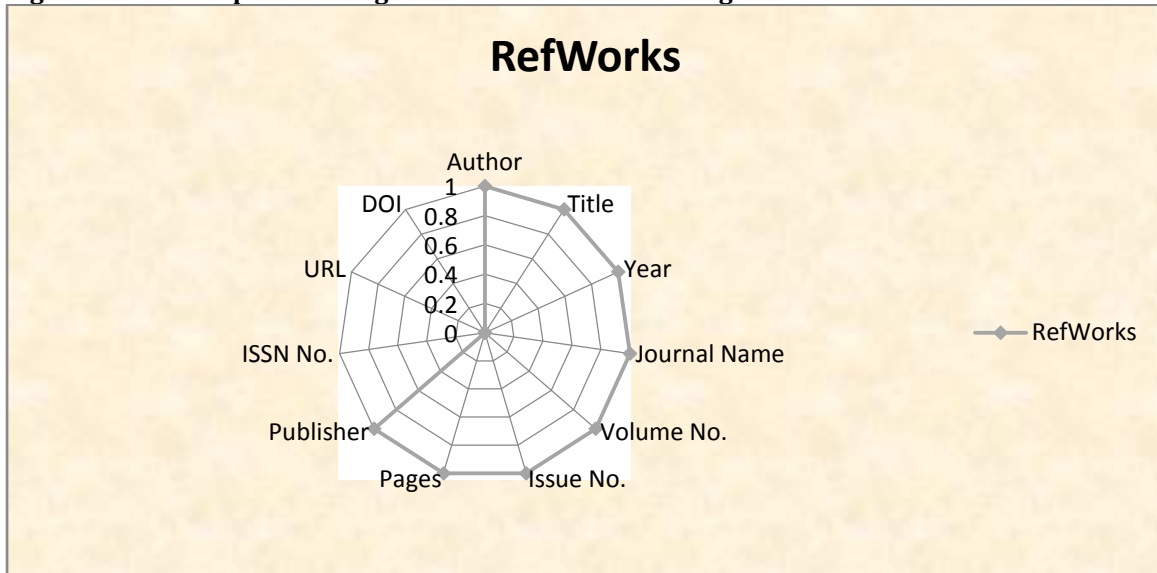 RefWorks
Author
Title
Year
Journal Name
Volume No.
Issue No.
Pages
Publisher
ISSN No.
URL
DOI
1
0.8
0.6
0.4
0.2
0
RefWorks